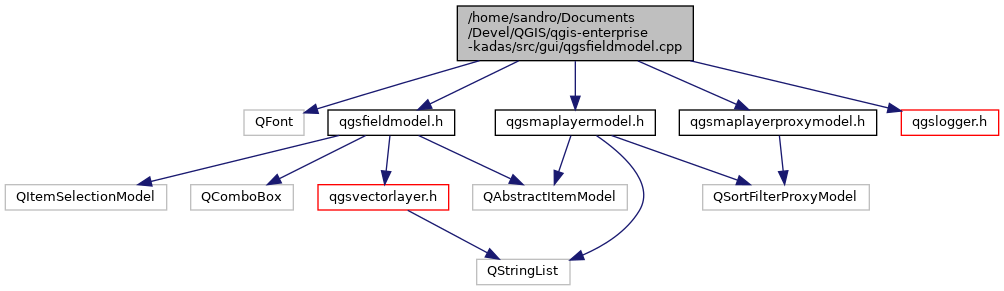 /home/sandro/Documents
/Devel/QGIS/qgis-enterprise
-kadas/src/gui/qgsfieldmodel.cpp
QFont
qgsfieldmodel.h
qgsmaplayermodel.h
qgsmaplayerproxymodel.h
qgslogger.h
QItemSelectionModel
QComboBox
qgsvectorlayer.h
QAbstractItemModel
QSortFilterProxyModel
QStringList